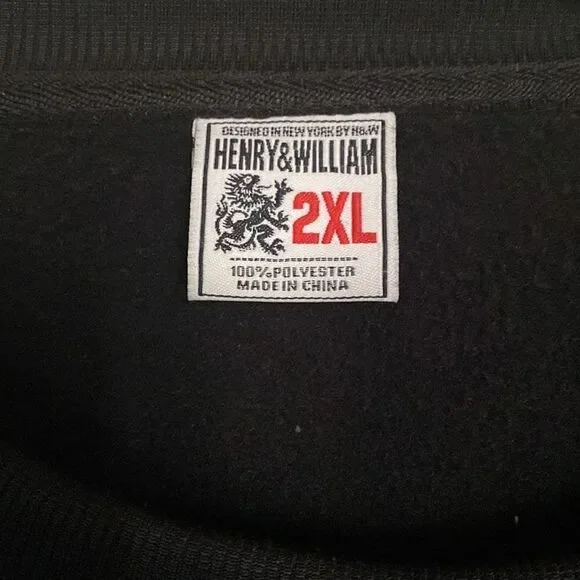 DESIGNED IN NEW YORK BY H&W
HENRY&WILLIAM
2XL
100%POLYESTER
MADE IN CHINA